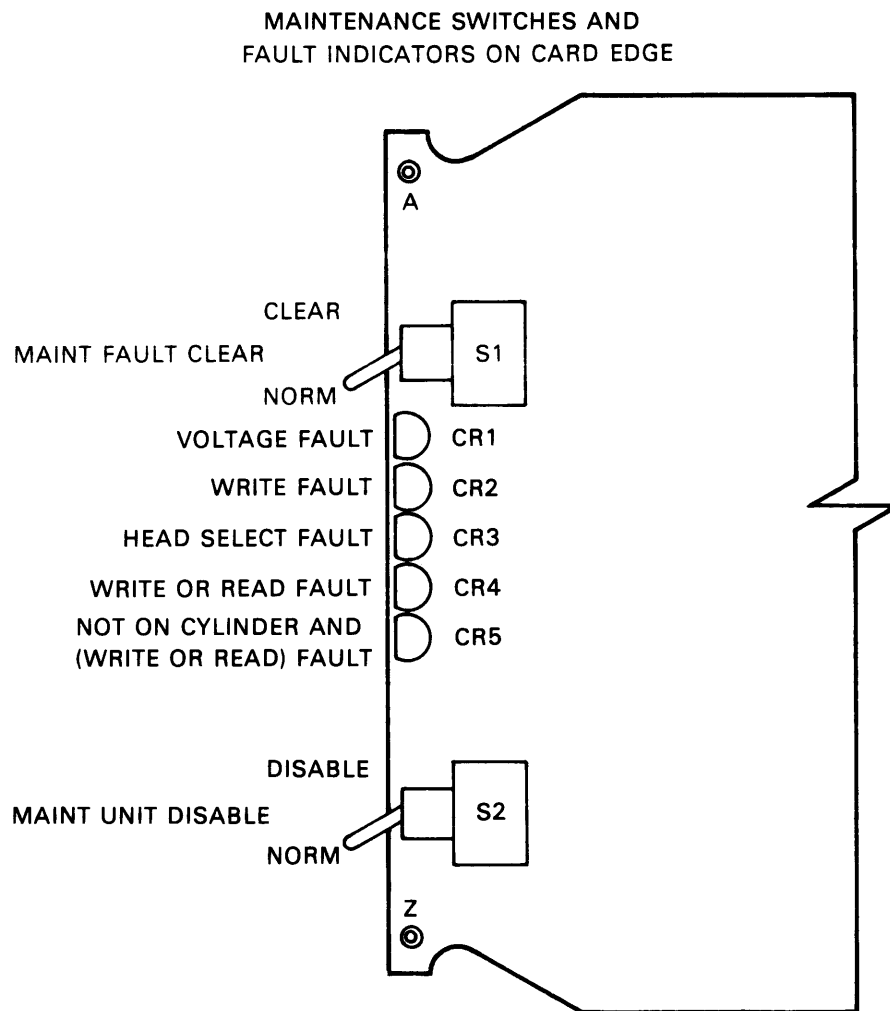 MAINTENANCE SWITCHES AND
FAULT INDICATORS ON CARD EDGE
A
CLEAR
MAINT FAULT CLEAR
S1
NORM
VOLTAGE FAULT
CR1
WRITE FAULT
CR2
HEAD SELECT FAULT
CR3
WRITE OR READ FAULT
CR4
NOT ON CYLINDER AND
(WRITE OR READ) FAULT
CR5
DISABLE
MAINT UNIT DISABLE
S2
NORM
Z